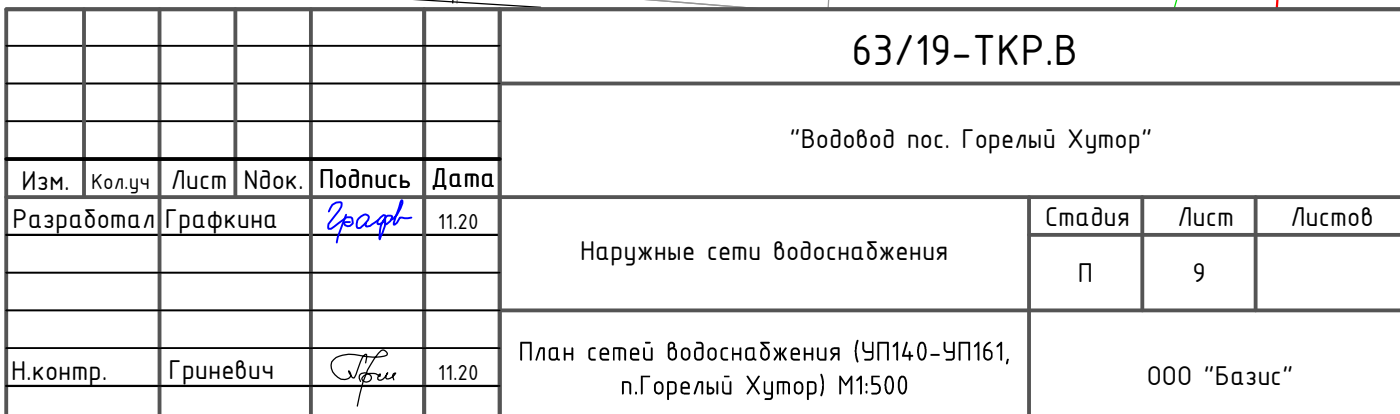 63/19-ТКР.В
"Водовод пос. Горелый Хутор"
Изм. Кол.уч Лист Nдок. Подпись Дата
Разработал Графкина Граф 11.20
Наружные сети водоснабжения
Стадия Лист Листов
П 9
Н.контр. Гриневич 11.20
План сетей водоснабжения (УП140-УП161,
п.Горелый Хутор) М1:500
ООО "Базис"